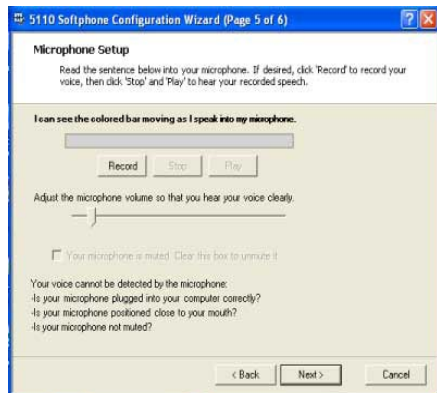 5110 Softphone Configuration Wizard (Page 5 of 6)
Microphone Setup
Read the sentence below into your microphone. If desired, click 'Record' to record your
voice, then click 'Stop' and 'Play' to hear your recorded speech.
I can see the colored bar moving as I speak into my microphone.
Record Stop Play
Adjust the microphone volume so that you hear your voice clearly.
Your microphone is muted. Clear this box to unmute it
Your voice cannot be detected by the microphone:
-Is your microphone plugged into your computer correctly?
-Is your microphone positioned close to your mouth?
-Is your microphone not muted?
< Back Next > Cancel